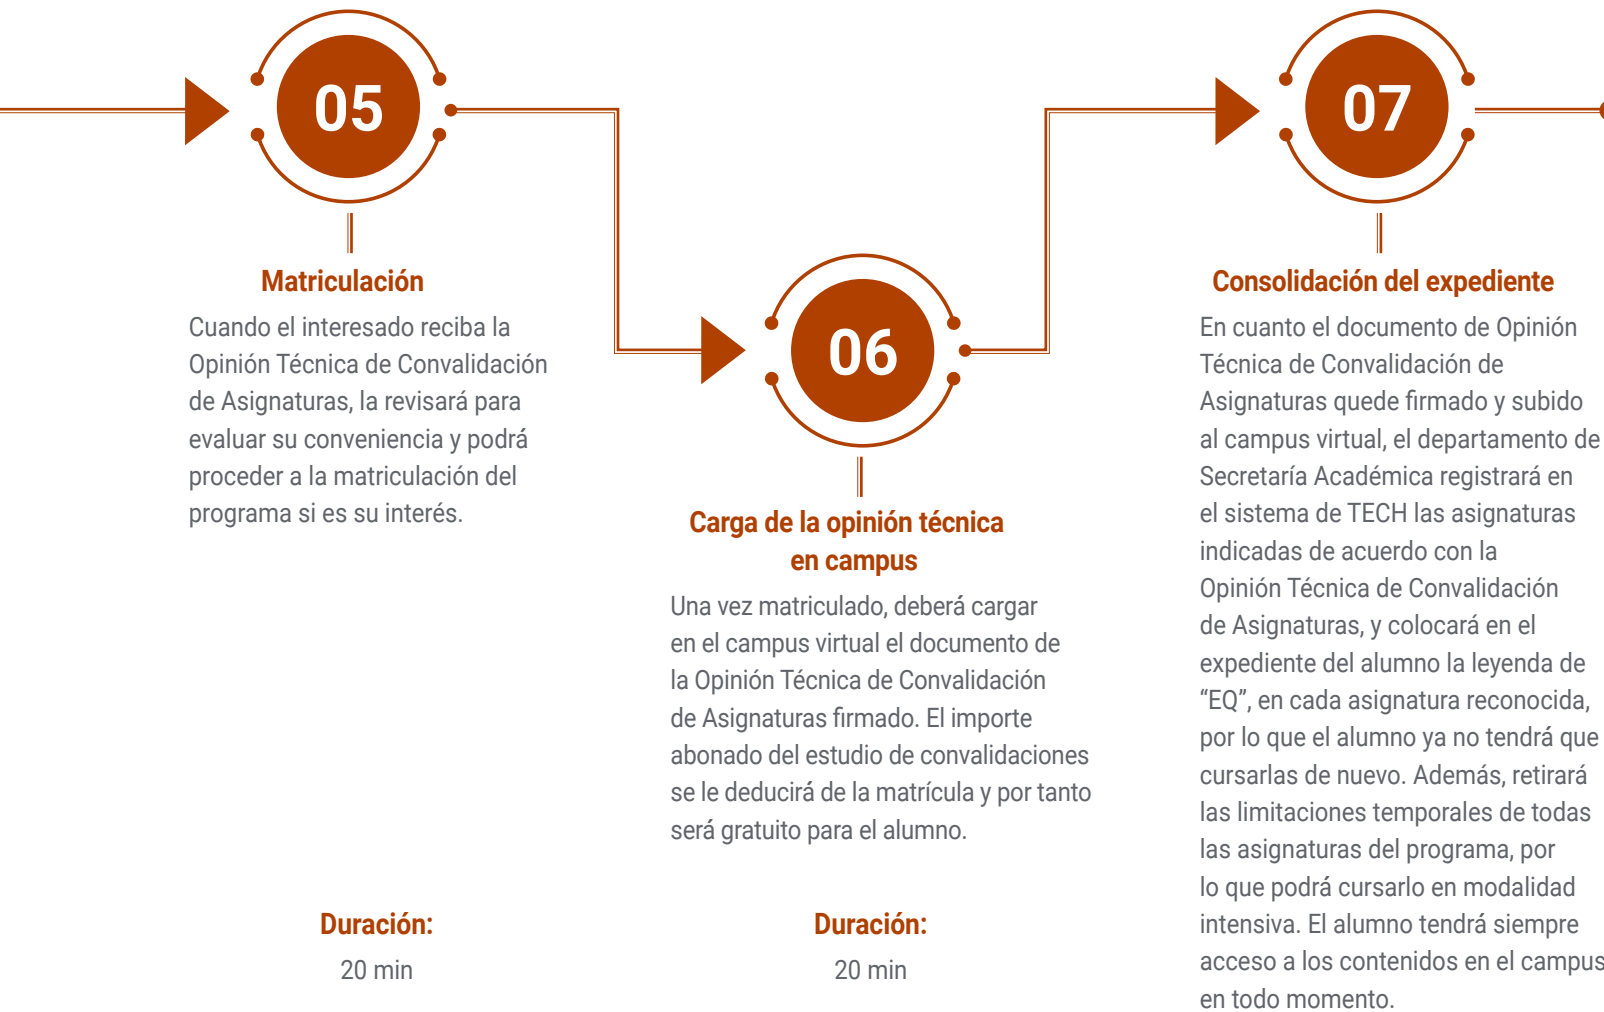 05
Matriculación
Cuando el interesado reciba la
Opinión Técnica de Convalidación
de Asignaturas, la revisará para
evaluar su conveniencia y podrá
proceder a la matriculación del
programa si es su interés.
Duración:
20 min
06
Carga de la opinión técnica
en campus
Una vez matriculado, deberá cargar
en el campus virtual el documento de
la Opinión Técnica de Convalidación
de Asignaturas firmado. El importe
abonado del estudio de convalidaciones
se le deducirá de la matrícula y por tanto
será gratuito para el alumno.
Duración:
20 min
07
Consolidación del expediente
En cuanto el documento de Opinión
Técnica de Convalidación de
Asignaturas quede firmado y subido
al campus virtual, el departamento de
Secretaría Académica registrará en
el sistema de TECH las asignaturas
indicadas de acuerdo con la
Opinión Técnica de Convalidación
de Asignaturas, y colocará en el
expediente del alumno la leyenda de
“EQ”, en cada asignatura reconocida,
por lo que el alumno ya no tendrá que
cursarlas de nuevo. Además, retirará
las limitaciones temporales de todas
las asignaturas del programa, por
lo que podrá cursarlo en modalidad
intensiva. El alumno tendrá siempre
acceso a los contenidos en el campus
en todo momento.